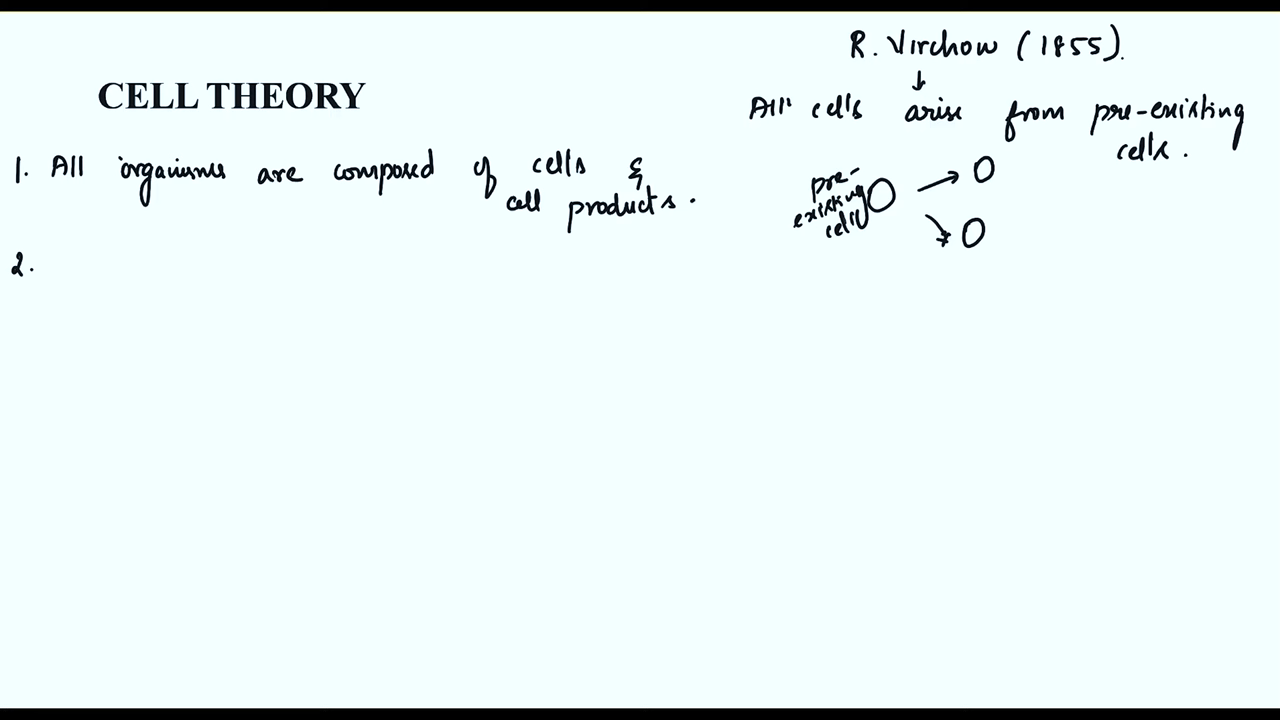 CELL THEORY
1. All organisms are composed of cells &
cell products.
2.
R. Virchow (1855).
↓
All cells arise from pre-existing
cells.
pre-
existing
cell